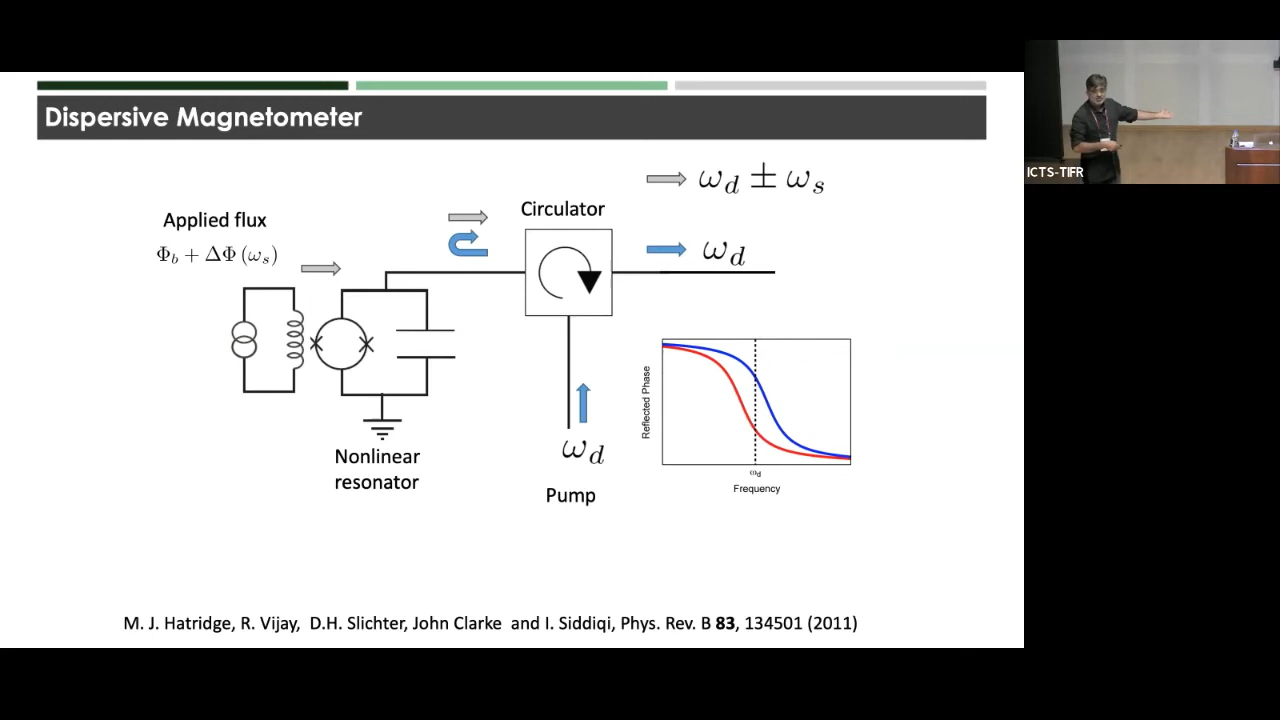 Dispersive Magnetometer
ω_d ± ω_s
Circulator
Applied flux
Φ_b + ΔΦ (ω_s)
ω_d
ω_d
Pump
Nonlinear
resonator
Reflected Phase
ω_d
Frequency
M. J. Hatridge, R. Vijay, D.H. Slichter, John Clarke and I. Siddiqi, Phys. Rev. B 83, 134501 (2011)
ICTS-TIFR